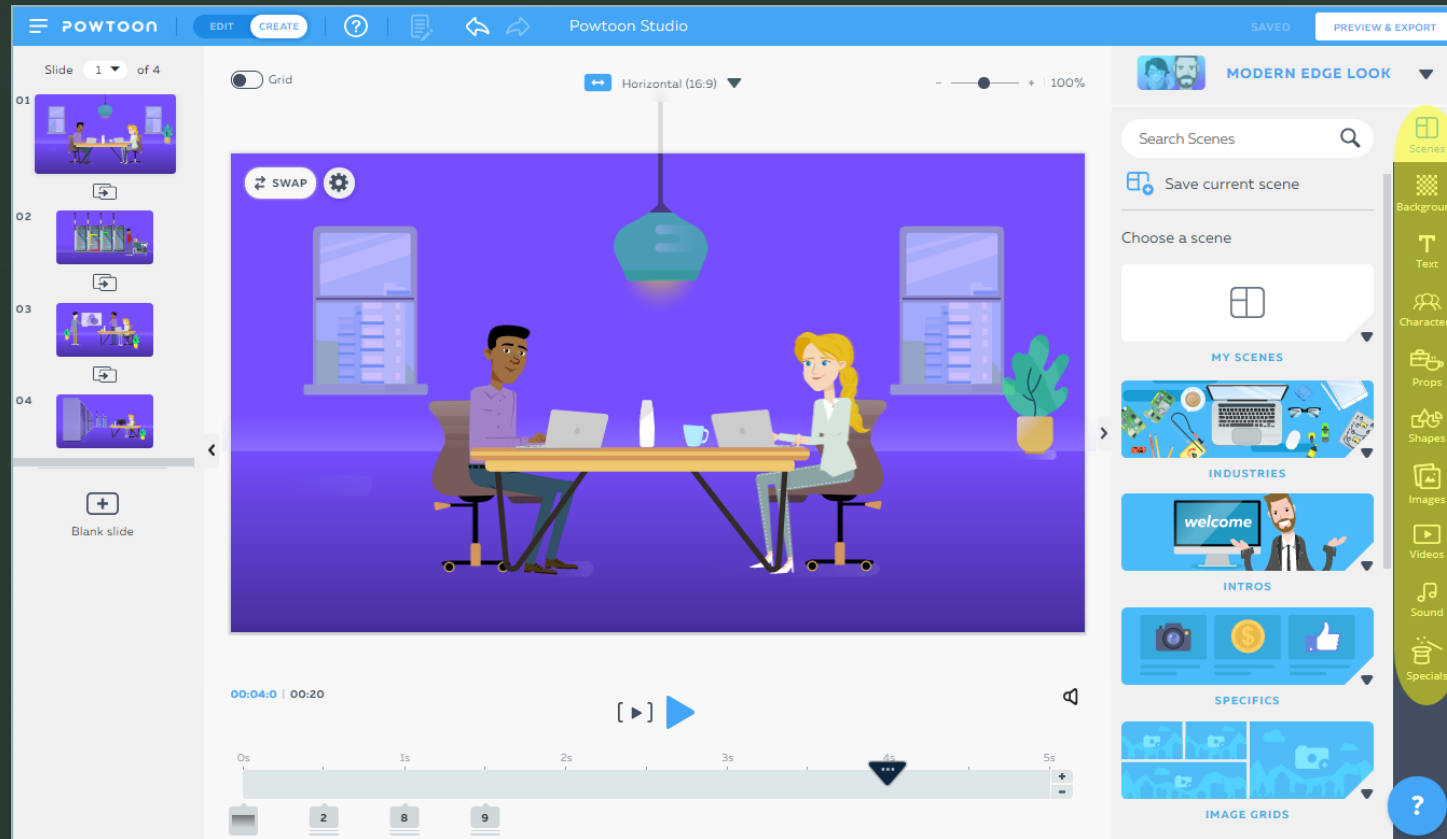 POWTOON
EDIT
CREATE
?
Powtoon Studio
SAVED
PREVIEW & EXPORT
Slide 1 of 4
01
02
03
04
Blank slide
Grid
Horizontal (16:9)
- + 100%
SWAP
00:04:0 | 00:20
[ ]
0s 1s 2s 3s 4s 5s
+
-
2 8 9
MODERN EDGE LOOK
Search Scenes
Save current scene
Choose a scene
MY SCENES
INDUSTRIES
welcome
INTROS
$
SPECIFICS
IMAGE GRIDS
Scenes
Backgroun
Text
Character
Props
Shapes
Images
Videos
Sound
Specials
?